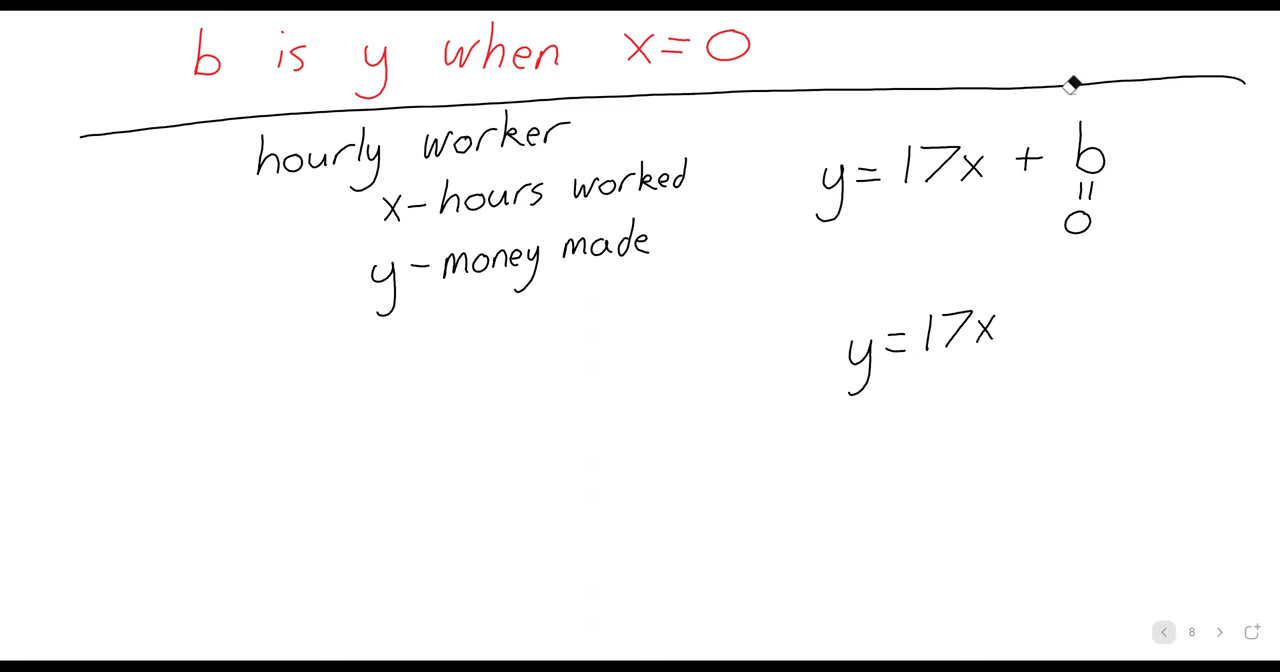 b is y when x=0
hourly worker
x-hours worked
y-money made
y=17x + b
=
0
y=17x
8